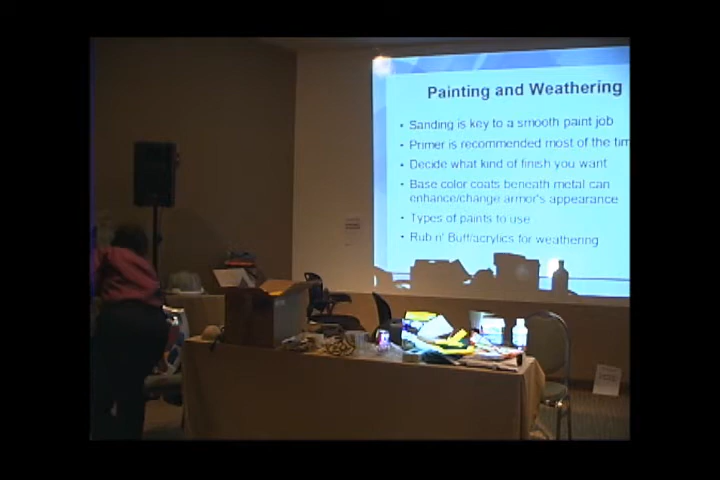 Painting and Weathering
• Sanding is key to a smooth paint job
• Primer is recommended most of the tim
• Decide what kind of finish you want
• Base color coats beneath metal can
enhance/change armor's appearance
• Types of paints to use
• Rub n' Buff/acrylics for weathering